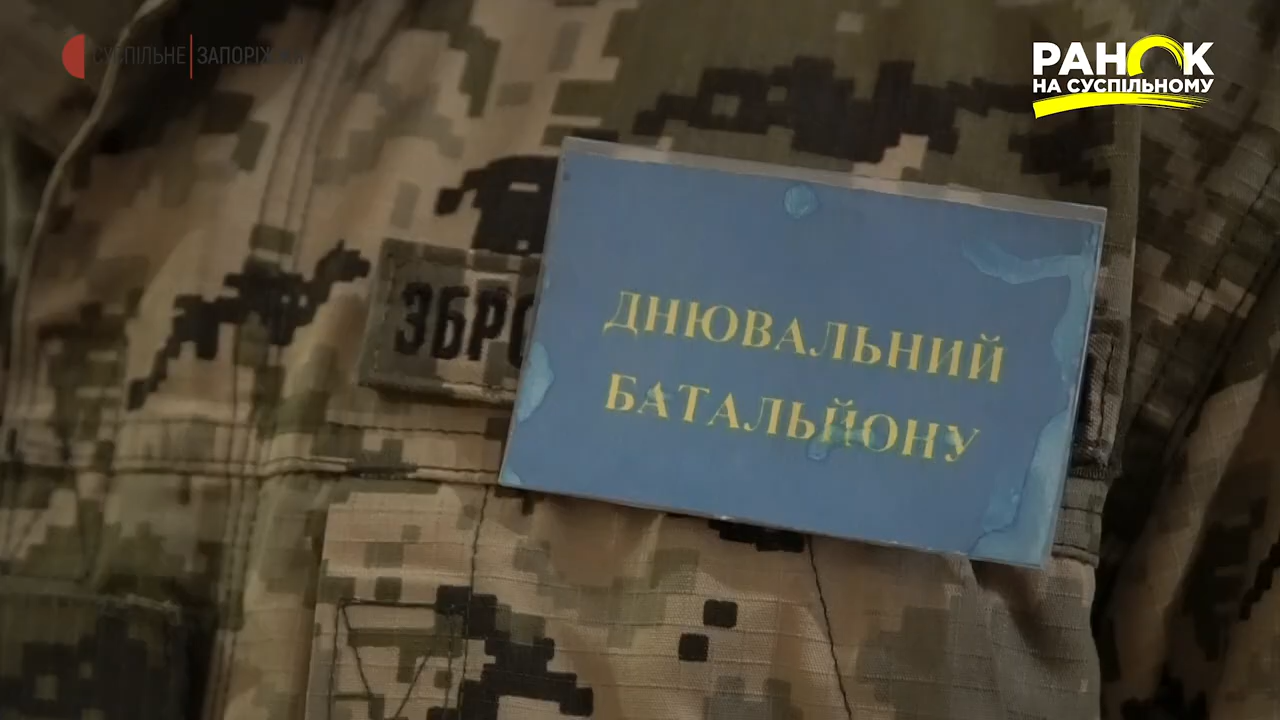 СУСПІЛЬНЕ ЗАПОРІЖЖЯ
РАНОК
НА СУСПІЛЬНОМУ
ДНЮВАЛЬНИЙ
БАТАЛЬЙОНУ